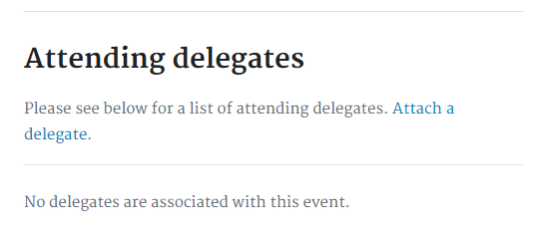 Attending delegates
Please see below for a list of attending delegates. Attach a
delegate.
No delegates are associated with this event.